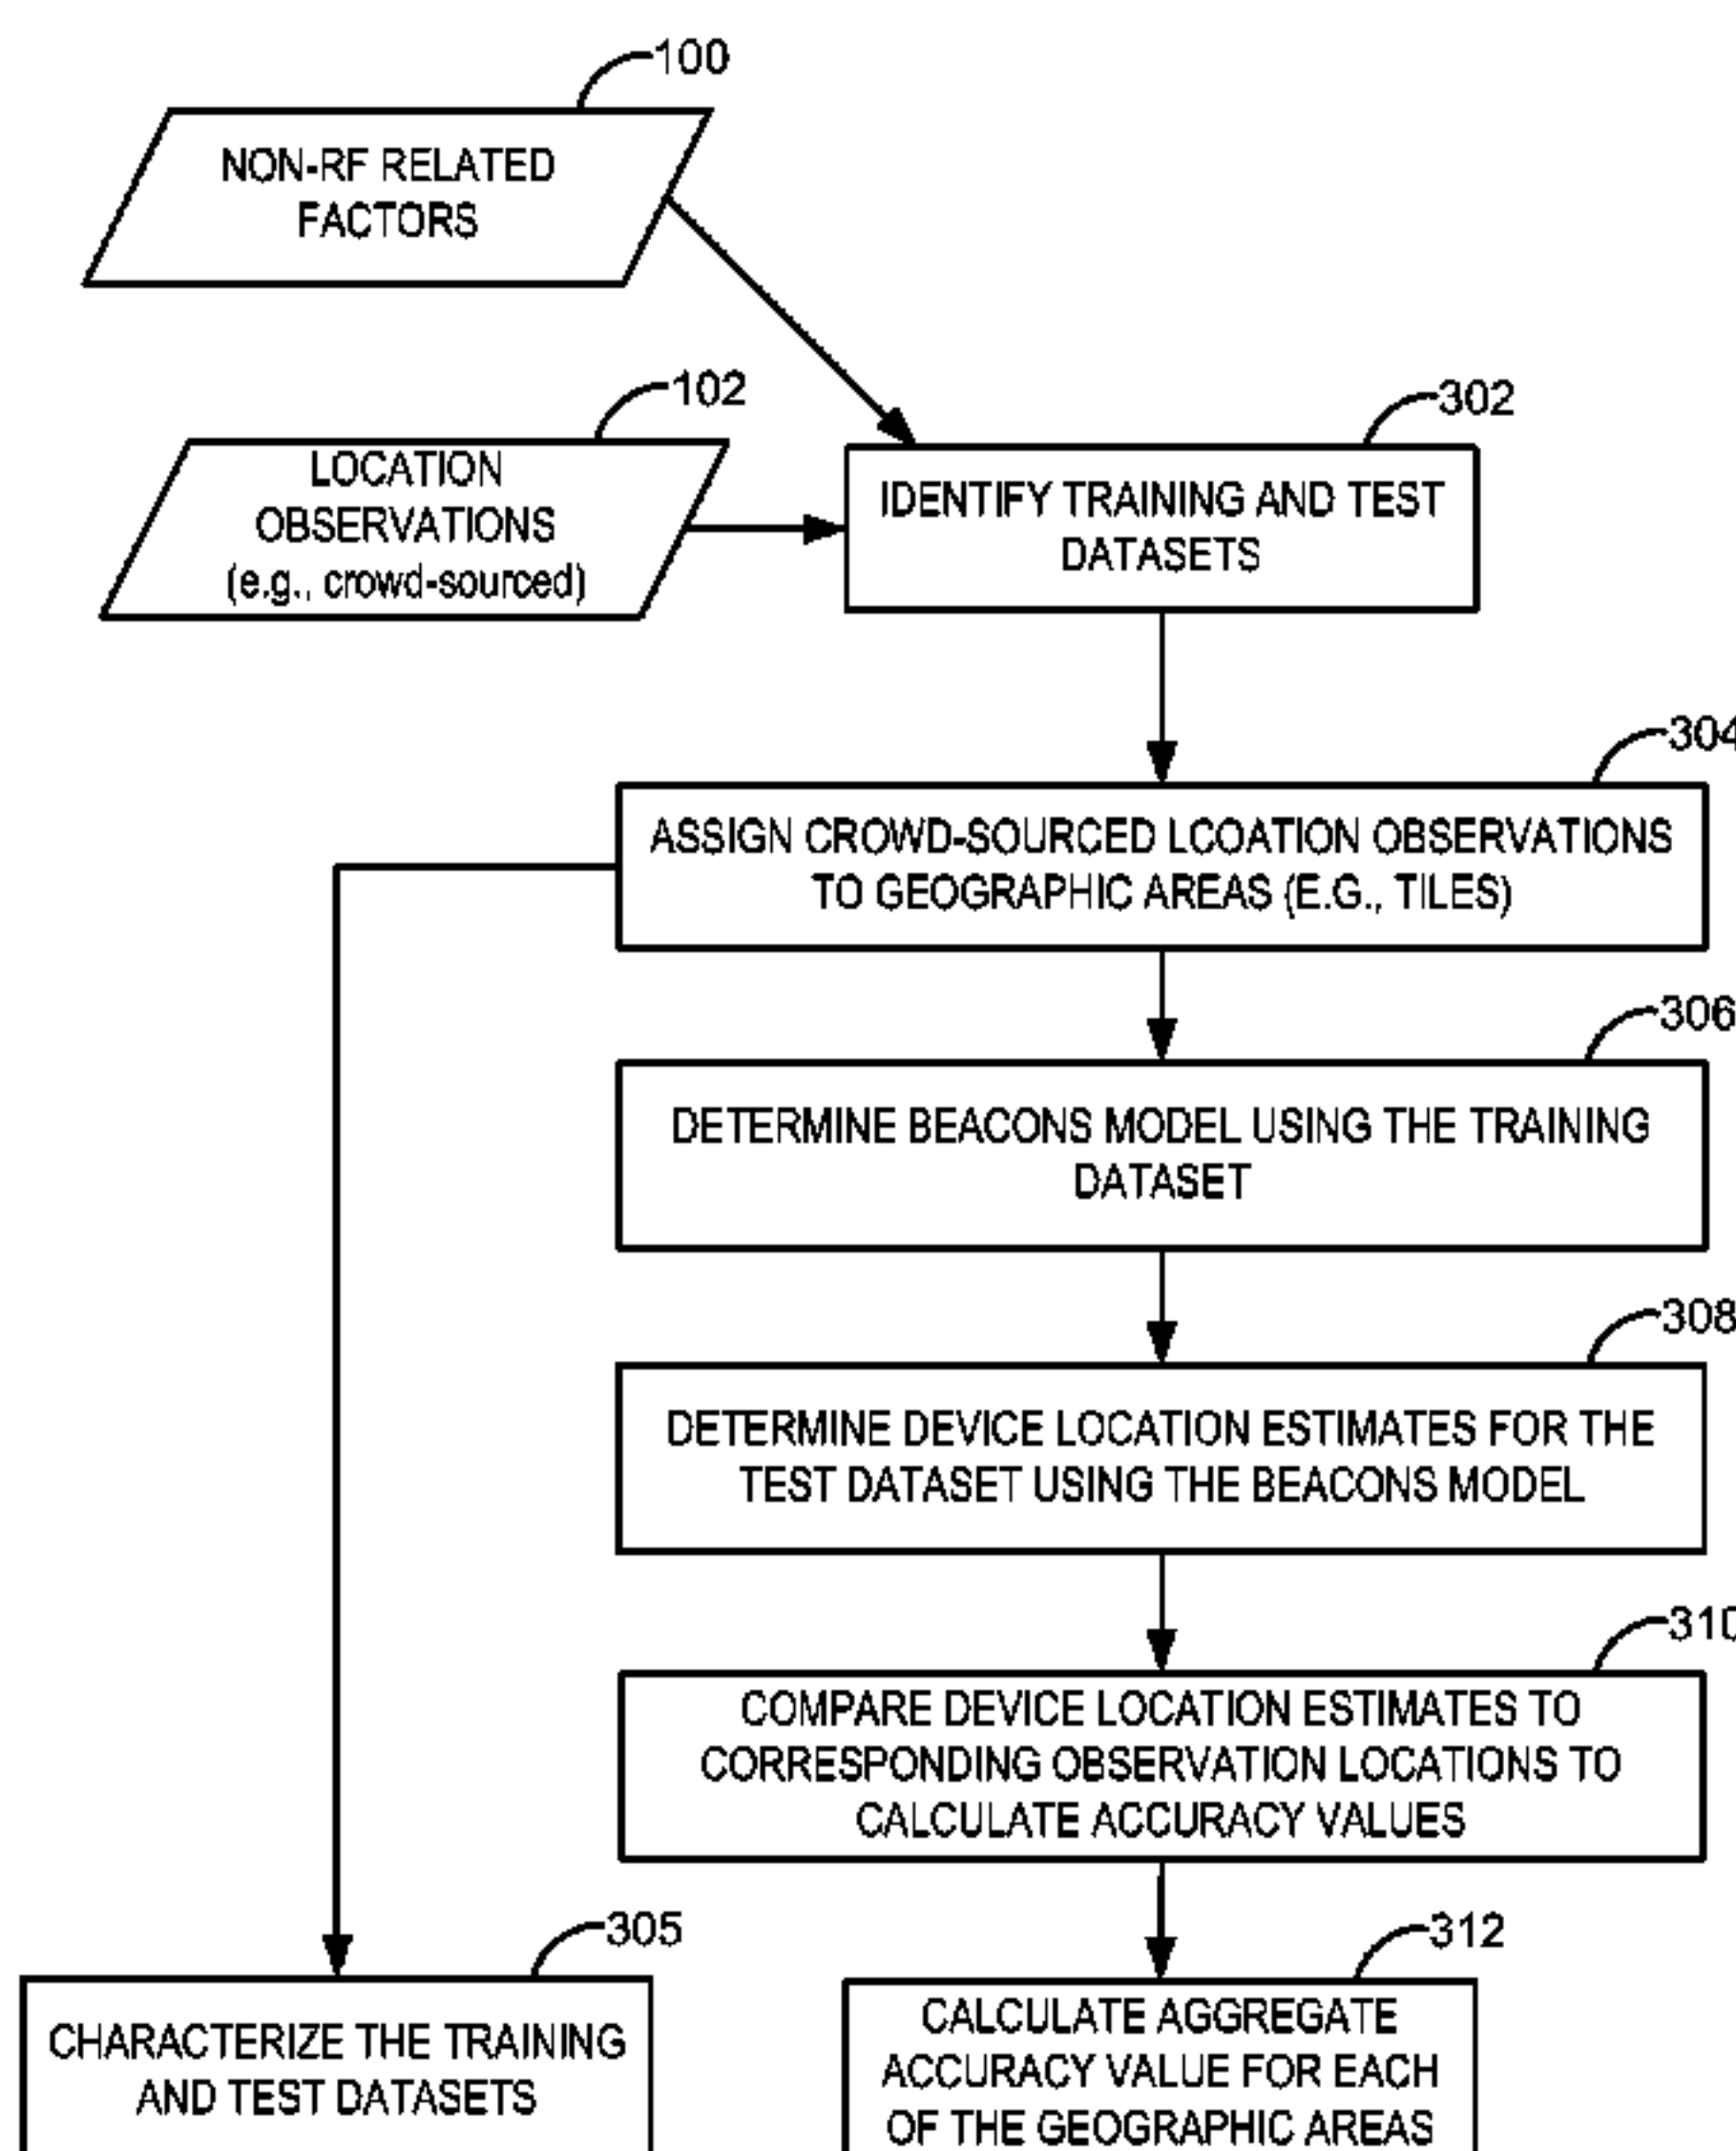 100
NON-RF RELATED
FACTORS
102
LOCATION
OBSERVATIONS
(e.g., crowd-sourced)
302
IDENTIFY TRAINING AND TEST
DATASETS
304
ASSIGN CROWD-SOURCED LCOATION OBSERVATIONS
TO GEOGRAPHIC AREAS (E.G., TILES)
306
DETERMINE BEACONS MODEL USING THE TRAINING
DATASET
308
DETERMINE DEVICE LOCATION ESTIMATES FOR THE
TEST DATASET USING THE BEACONS MODEL
310
COMPARE DEVICE LOCATION ESTIMATES TO
CORRESPONDING OBSERVATION LOCATIONS TO
CALCULATE ACCURACY VALUES
305
CHARACTERIZE THE TRAINING
AND TEST DATASETS
312
CALCULATE AGGREGATE
ACCURACY VALUE FOR EACH
OF THE GEOGRAPHIC AREAS